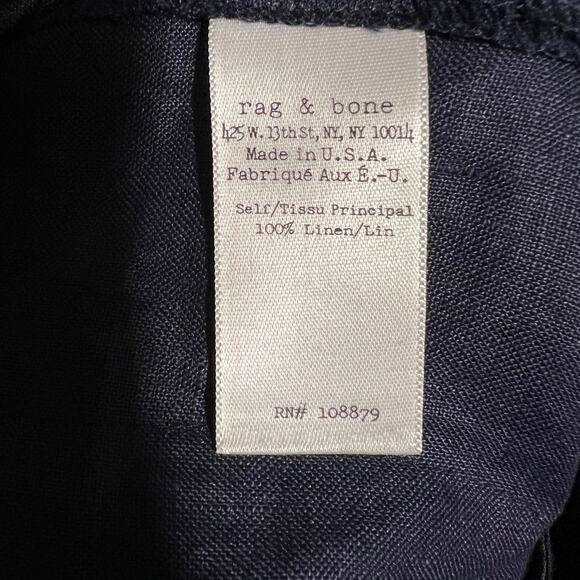 rag & bone
425 W. 13th St, NY, NY 10014
Made in U.S.A.
Fabriqué Aux É.-U.
Self/Tissu Principal
100% Linen/Lin
RN# 108879